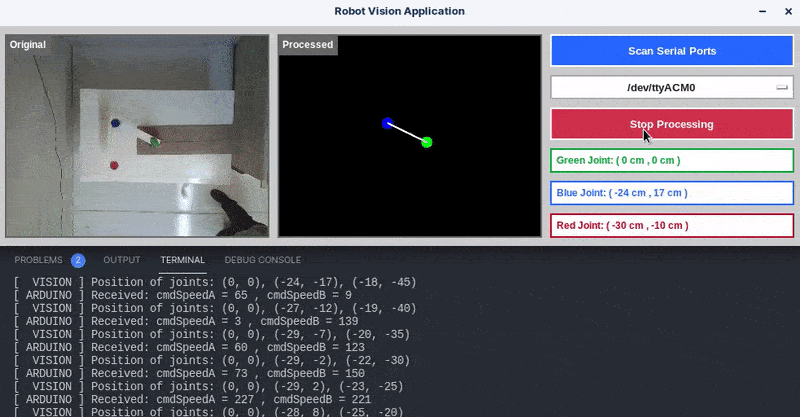 Robot Vision Application
Original
Processed
Scan Serial Ports
/dev/ttyACM0
Stop Processing
Green Joint: ( 0 cm , 0 cm )
Blue Joint: ( -24 cm , 17 cm )
Red Joint: ( -30 cm , -10 cm )
PROBLEMS 2 OUTPUT TERMINAL DEBUG CONSOLE
[  VISION ] Position of joints: (0, 0), (-24, -17), (-18, -45)
[ ARDUINO ] Received: cmdSpeedA = 65 , cmdSpeedB = 9
[  VISION ] Position of joints: (0, 0), (-27, -12), (-19, -40)
[ ARDUINO ] Received: cmdSpeedA = 3 , cmdSpeedB = 139
[  VISION ] Position of joints: (0, 0), (-29, -7), (-20, -35)
[ ARDUINO ] Received: cmdSpeedA = 60 , cmdSpeedB = 123
[  VISION ] Position of joints: (0, 0), (-29, -2), (-22, -30)
[ ARDUINO ] Received: cmdSpeedA = 73 , cmdSpeedB = 150
[  VISION ] Position of joints: (0, 0), (-29, 2), (-23, -25)
[ ARDUINO ] Received: cmdSpeedA = 227 , cmdSpeedB = 221
[  VISION ] Position of joints: (0, 0), (-28, 8), (-25, -20)